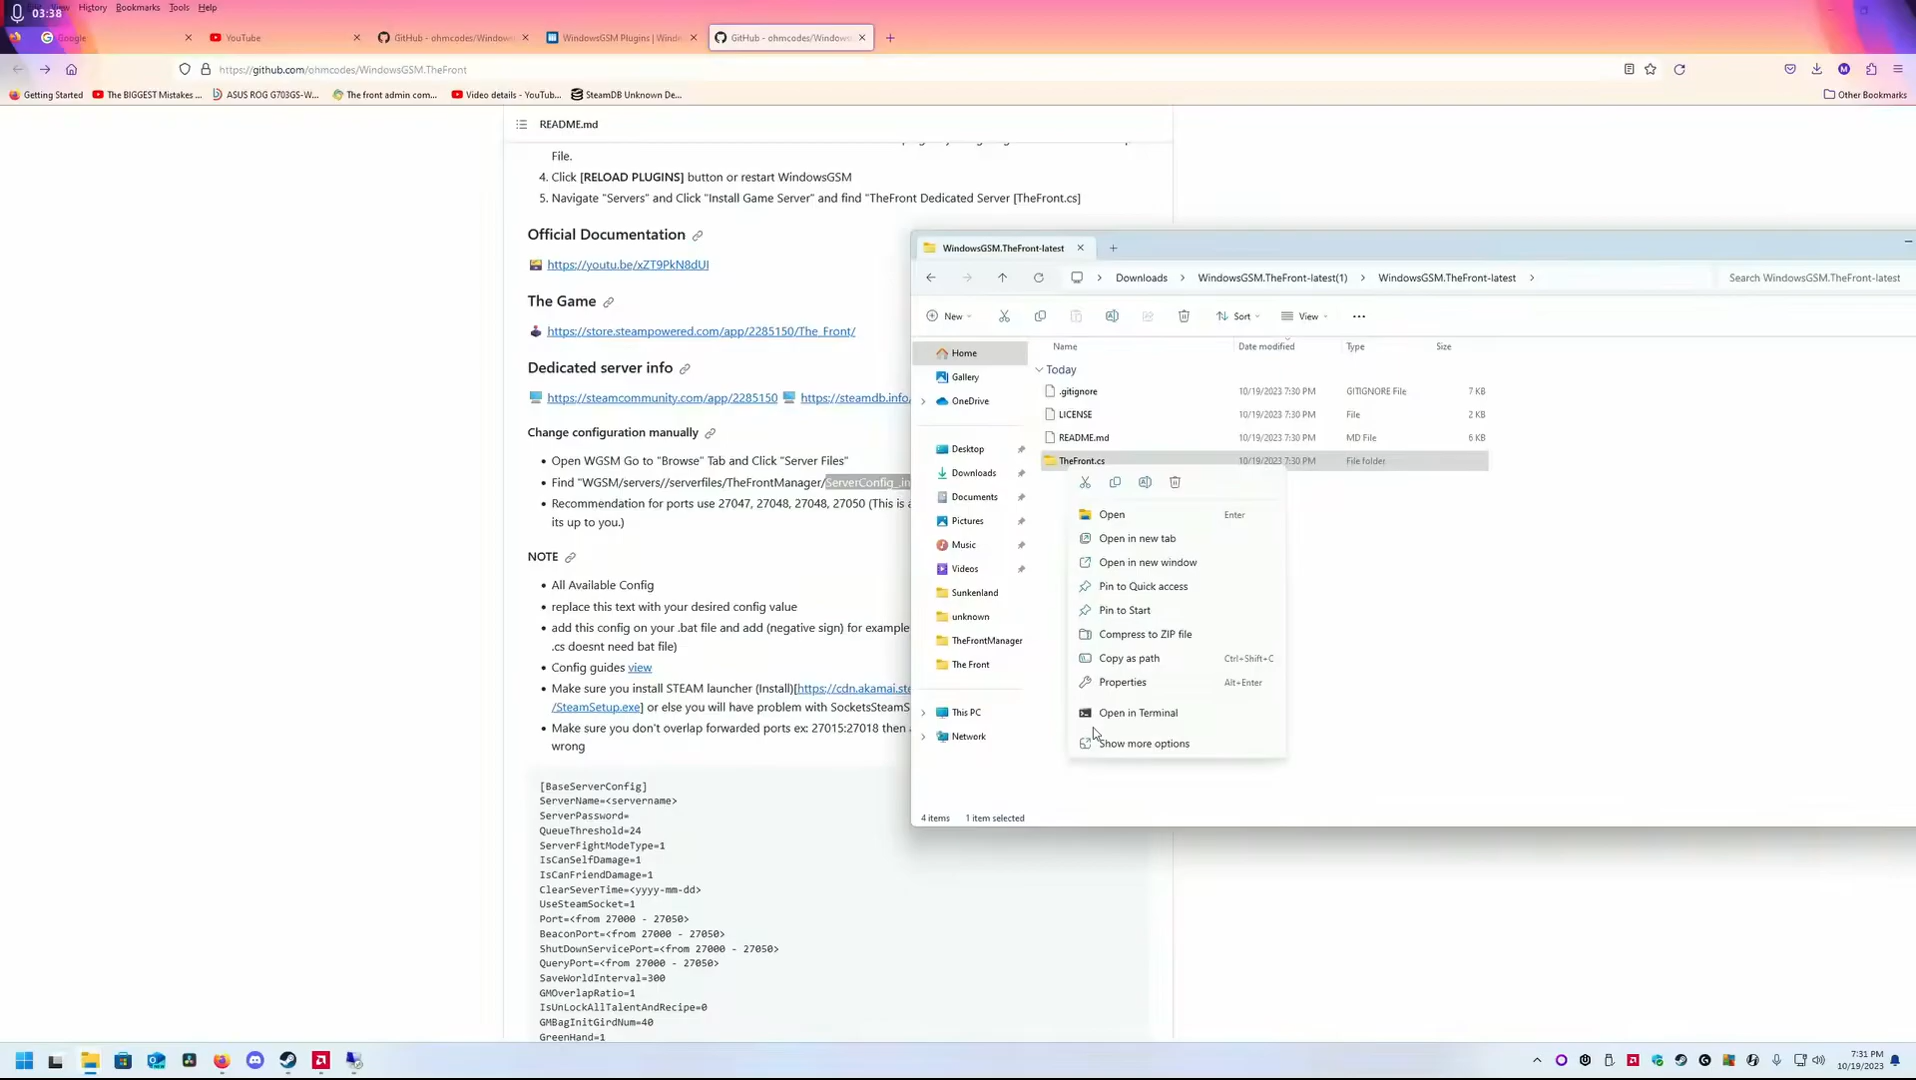 03:38
View
History
Bookmarks
Tools
Help
Google
YouTube
GitHub - ohmcodes/Window
WindowsGSM Plugins | Wind
GitHub - ohmcodes/Windows
https://github.com/ohmcodes/WindowsGSM.TheFront
Getting Started
The BIGGEST Mistakes ...
ASUS ROG G703GS-W...
The front admin com...
Video details - YouTub...
SteamDB Unknown De...
Other Bookmarks
README.md
File.
4. Click [RELOAD PLUGINS] button or restart WindowsGSM
5. Navigate "Servers" and Click "Install Game Server" and find "TheFront Dedicated Server [TheFront.cs]
Official Documentation
https://youtu.be/xZT9PkN8dUI
The Game
https://store.steampowered.com/app/2285150/The_Front/
Dedicated server info
https://steamcommunity.com/app/2285150
https://steamdb.info/
Change configuration manually
Open WGSM Go to "Browse" Tab and Click "Server Files"
Find "WGSM/servers//serverfiles/TheFrontManager/ServerConfig_.in
Recommendation for ports use 27047, 27048, 27048, 27050 (This is a
its up to you.)
NOTE
All Available Config
replace this text with your desired config value
add this config on your .bat file and add (negative sign) for example
.cs doesnt need bat file)
Config guides view
Make sure you install STEAM launcher (Install)[https://cdn.akamai.ste
/SteamSetup.exe] or else you will have problem with SocketsSteamS
Make sure you don't overlap forwarded ports ex: 27015:27018 then a
wrong
[BaseServerConfig]
ServerName=<servername>
ServerPassword=
QueueThreshold=24
ServerFightModeType=1
IsCanSelfDamage=1
IsCanFriendDamage=1
ClearSeverTime=<yyyy-mm-dd>
UseSteamSocket=1
Port=<from 27000 - 27050>
BeaconPort=<from 27000 - 27050>
ShutDownServicePort=<from 27000 - 27050>
QueryPort=<from 27000 - 27050>
SaveWorldInterval=300
GMOverlapRatio=1
IsUnLockAllTalentAndRecipe=0
GMBagInitGirdNum=40
GreenHand=1
WindowsGSM.TheFront-latest
Downloads
WindowsGSM.TheFront-latest(1)
WindowsGSM.TheFront-latest
Search WindowsGSM.TheFront-latest
New
Sort
View
Home
Gallery
OneDrive
Desktop
Downloads
Documents
Pictures
Music
Videos
Sunkenland
unknown
TheFrontManager
The Front
This PC
Network
Name Date modified Type Size
Today
.gitignore 10/19/2023 7:30 PM GITIGNORE File 7 KB
LICENSE 10/19/2023 7:30 PM File 2 KB
README.md 10/19/2023 7:30 PM MD File 6 KB
TheFront.cs 10/19/2023 7:30 PM File folder
Open Enter
Open in new tab
Open in new window
Pin to Quick access
Pin to Start
Compress to ZIP file
Copy as path Ctrl+Shift+C
Properties Alt+Enter
Open in Terminal
Show more options
4 items 1 item selected
7:31 PM
10/19/2023